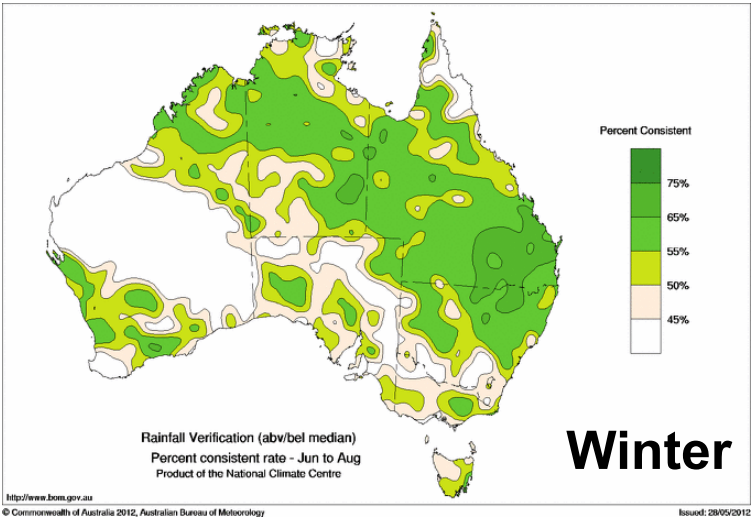 Percent Consistent
75%
65%
55%
50%
45%
Rainfall Verification (abv/bel median)
Percent consistent rate - Jun to Aug
Product of the National Climate Centre
Winter
http://www.bom.gov.au
© Commonwealth of Australia 2012, Australian Bureau of Meteorology
Issued: 28/05/2012